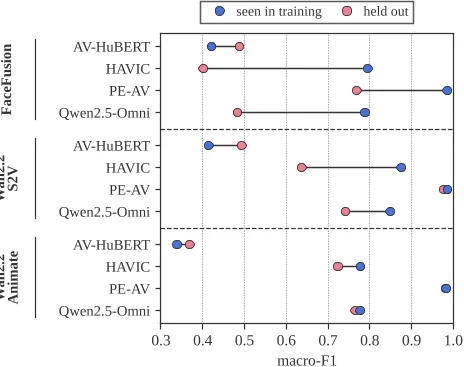 seen in training held out
FaceFusion
AV-HuBERT
HAVIC
PE-AV
Qwen2.5-Omni
S2V
AV-HuBERT
HAVIC
PE-AV
Qwen2.5-Omni
Animate
AV-HuBERT
HAVIC
PE-AV
Qwen2.5-Omni
0.3 0.4 0.5 0.6 0.7 0.8 0.9 1.0
macro-F1